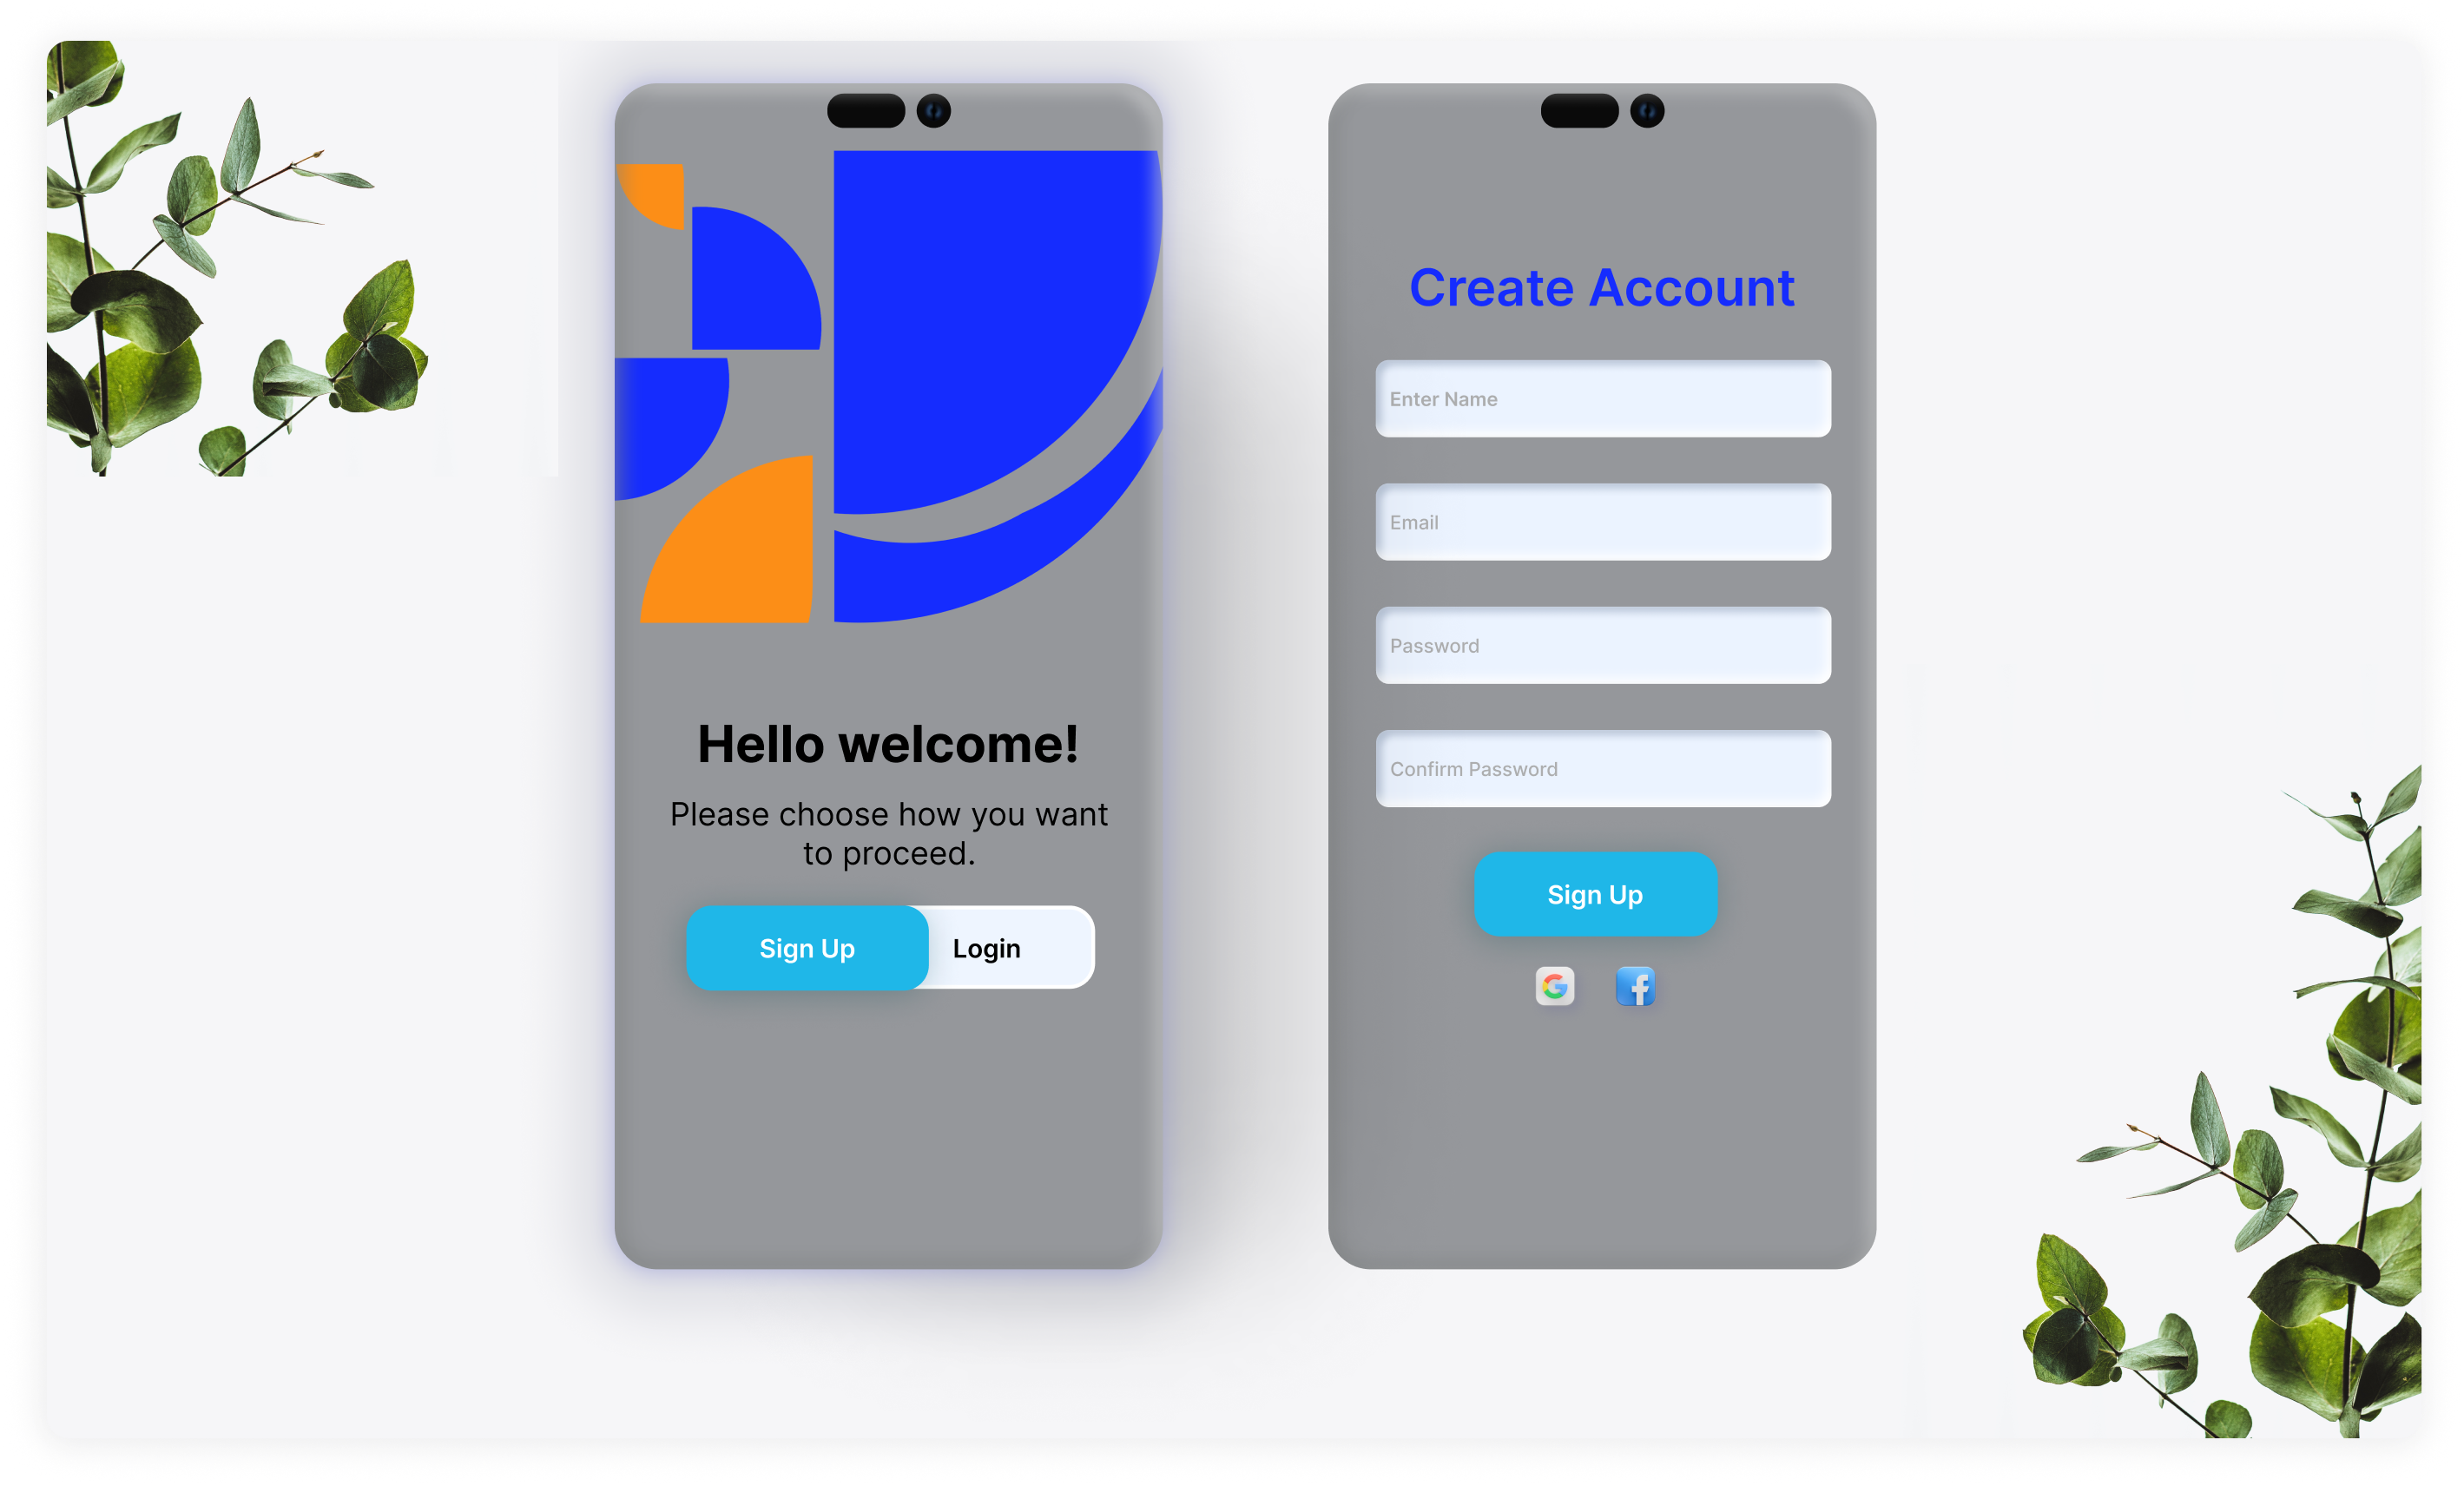 Hello welcome!
Please choose how you want
to proceed.
Sign Up
Login
Create Account
Enter Name
Email
Password
Confirm Password
Sign Up